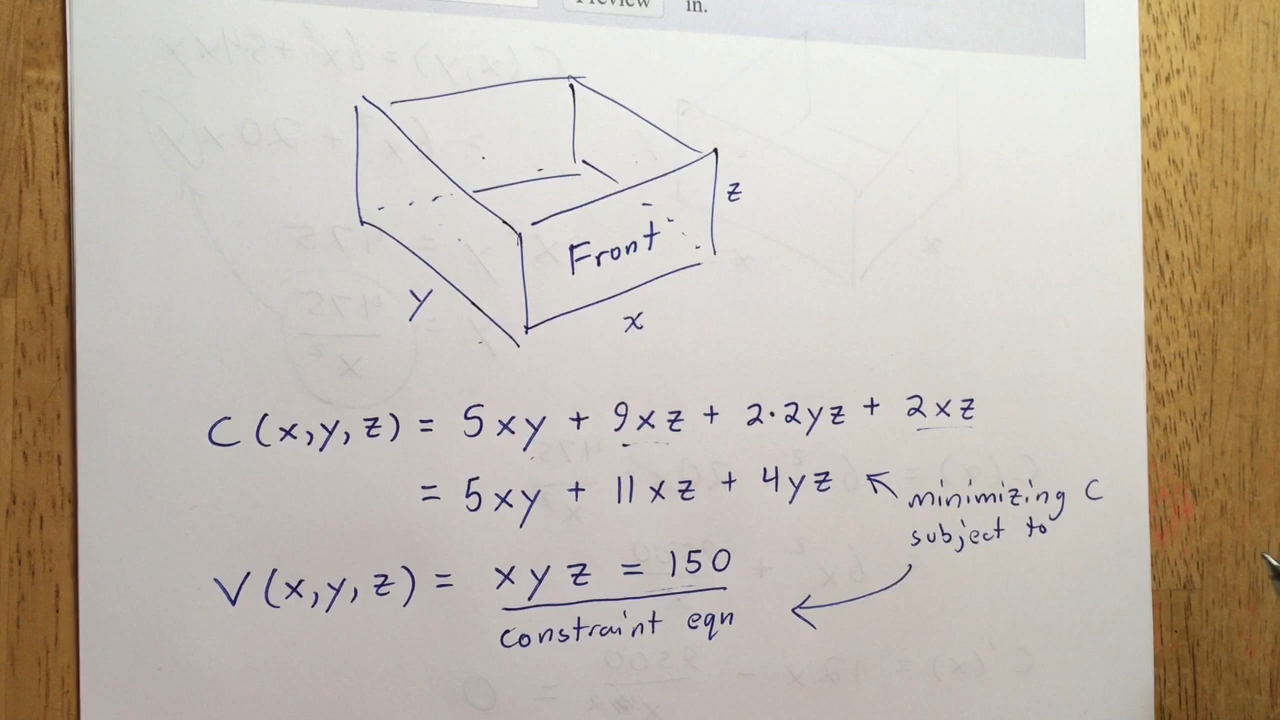 Preview in.
z
Front
y
x
C(x,y,z) = 5xy + 9xz + 2·2yz + 2xz
= 5xy + 11xz + 4yz
minimizing C
subject to
V(x,y,z) = xyz = 150
constraint eqn